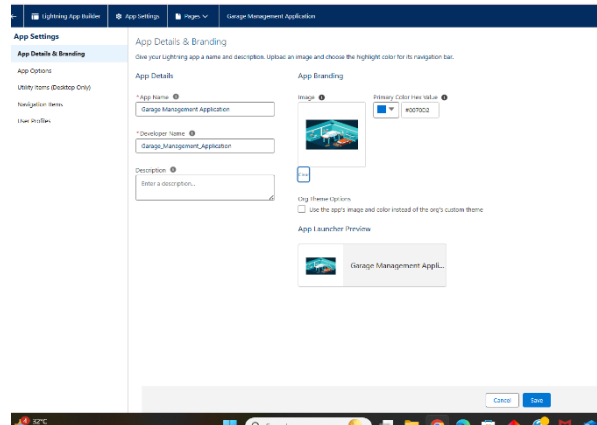 Lightning App Builder
App Settings
Pages
Garage Management Application
App Settings
App Details & Branding
App Options
Utility Items (Desktop Only)
Navigation Items
User Profiles
App Details & Branding
Give your Lightning app a name and description. Upload an image and choose the highlight color for its navigation bar.
App Details
*App Name
Garage Management Application
*Developer Name
Garage_Management_Application
Description
Enter a description...
App Branding
Image
Primary Color Hex Value
#0070D2
Clear
Org Theme Options
Use the app's image and color instead of the org's custom theme
App Launcher Preview
Garage Management Appli...
Cancel
Save
32°C